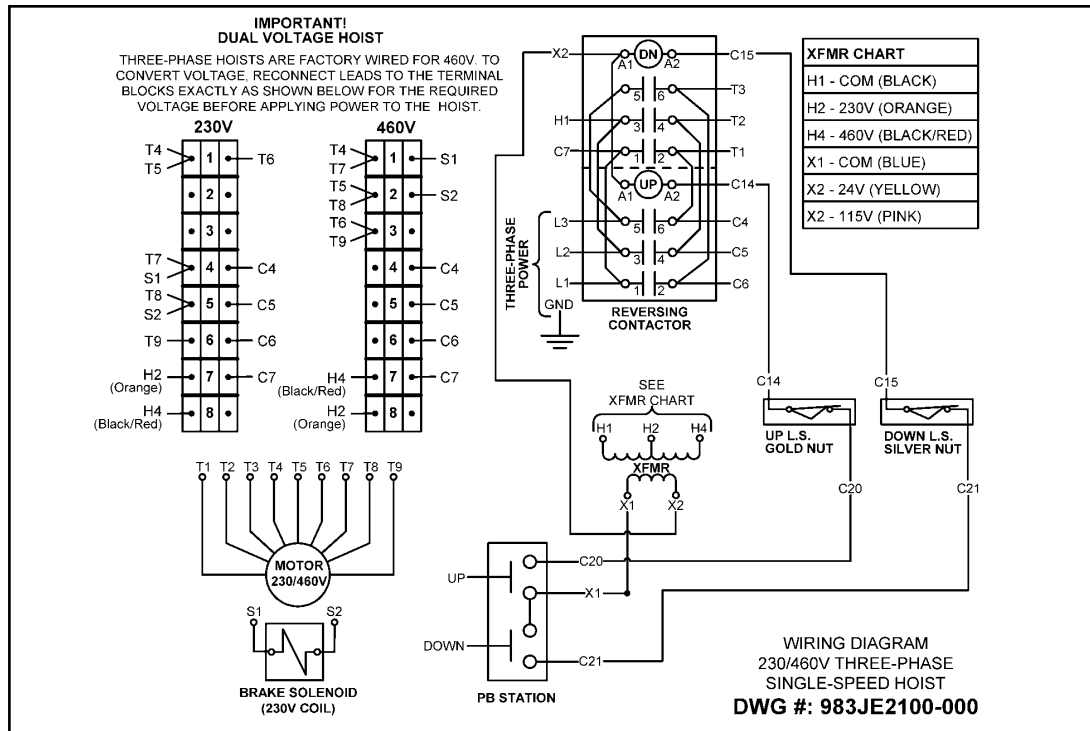 IMPORTANT!
DUAL VOLTAGE HOIST
THREE-PHASE HOISTS ARE FACTORY WIRED FOR 460V. TO
CONVERT VOLTAGE, RECONNECT LEADS TO THE TERMINAL
BLOCKS EXACTLY AS SHOWN BELOW FOR THE REQUIRED
VOLTAGE BEFORE APPLYING POWER TO THE HOIST.
230V
T4
T5
1
T6
2
3
T7
S1
4
C4
T8
S2
5
C5
T9
6
C6
H2
(Orange)
7
C7
H4
(Black/Red)
8
460V
T4
T7
1
S1
T5
T8
2
S2
T6
T9
3
4
C4
5
C5
6
C6
H4
(Black/Red)
7
C7
H2
(Orange)
8
X2
A1
DN
A2
C15
5
6
T3
H1
3
4
T2
C7
1
2
T1
A1
UP
A2
C14
L3
5
6
C4
L2
3
4
C5
L1
1
2
C6
THREE-PHASE
POWER
GND
REVERSING
CONTACTOR
XFMR CHART
H1 - COM (BLACK)
H2 - 230V (ORANGE)
H4 - 460V (BLACK/RED)
X1 - COM (BLUE)
X2 - 24V (YELLOW)
X2 - 115V (PINK)
C14
C15
UP L.S.
GOLD NUT
DOWN L.S.
SILVER NUT
C20
C21
SEE
XFMR CHART
H1
H2
H4
XFMR
X1
X2
T1 T2 T3 T4 T5 T6 T7 T8 T9
MOTOR
230/460V
S1
S2
BRAKE SOLENOID
(230V COIL)
UP
C20
X1
DOWN
C21
PB STATION
WIRING DIAGRAM
230/460V THREE-PHASE
SINGLE-SPEED HOIST
DWG #: 983JE2100-000